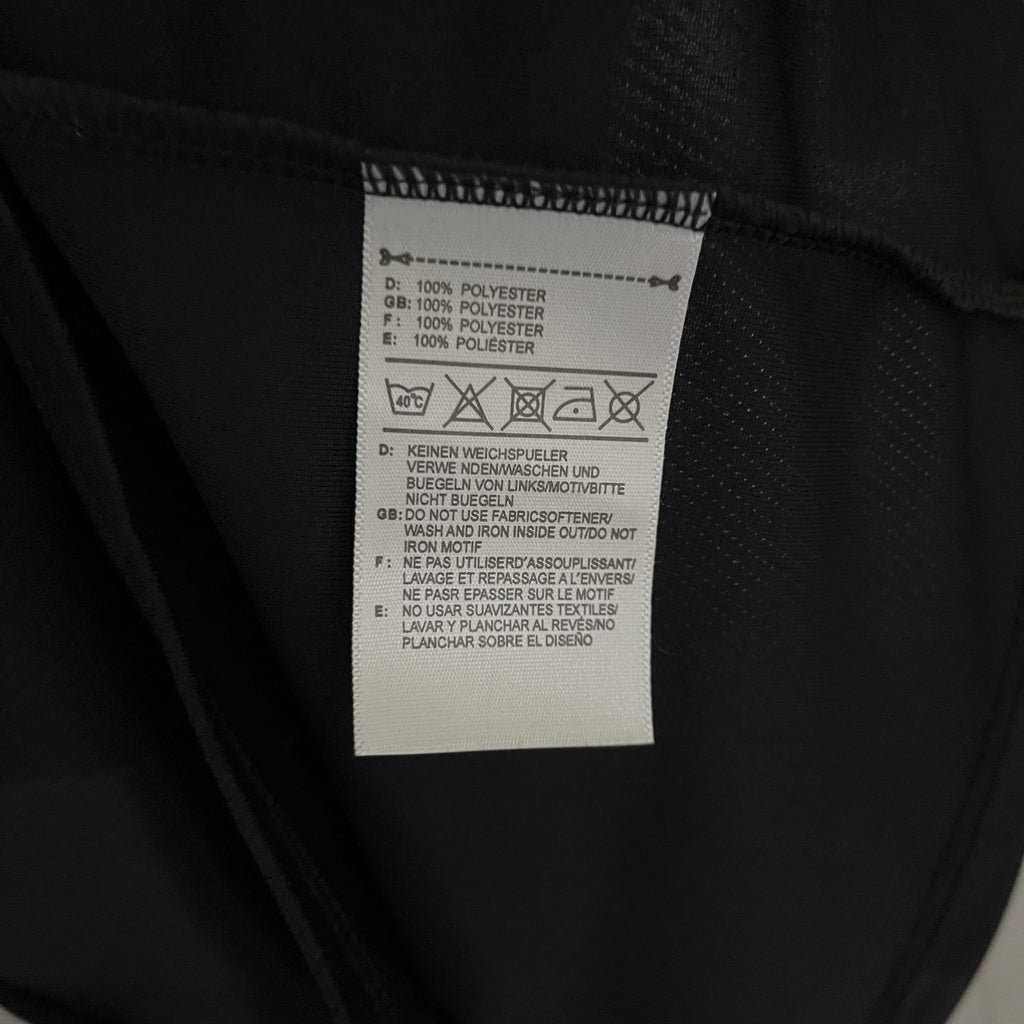 D: 100% POLYESTER
GB: 100% POLYESTER
F: 100% POLYESTER
E: 100% POLIÉSTER
40°C
D: KEINEN WEICHSPUELER
VERWE NDEN/WASCHEN UND
BUEGELN VON LINKS/MOTIVBITTE
NICHT BUEGELN
GB: DO NOT USE FABRICSOFTENER/
WASH AND IRON INSIDE OUT/DO NOT
IRON MOTIF
F: NE PAS UTILISERD'ASSOUPLISSANT/
LAVAGE ET REPASSAGE A L'ENVERS/
NE PASR EPASSER SUR LE MOTIF
E: NO USAR SUAVIZANTES TEXTILES/
LAVAR Y PLANCHAR AL REVÉS/NO
PLANCHAR SOBRE EL DISEÑO